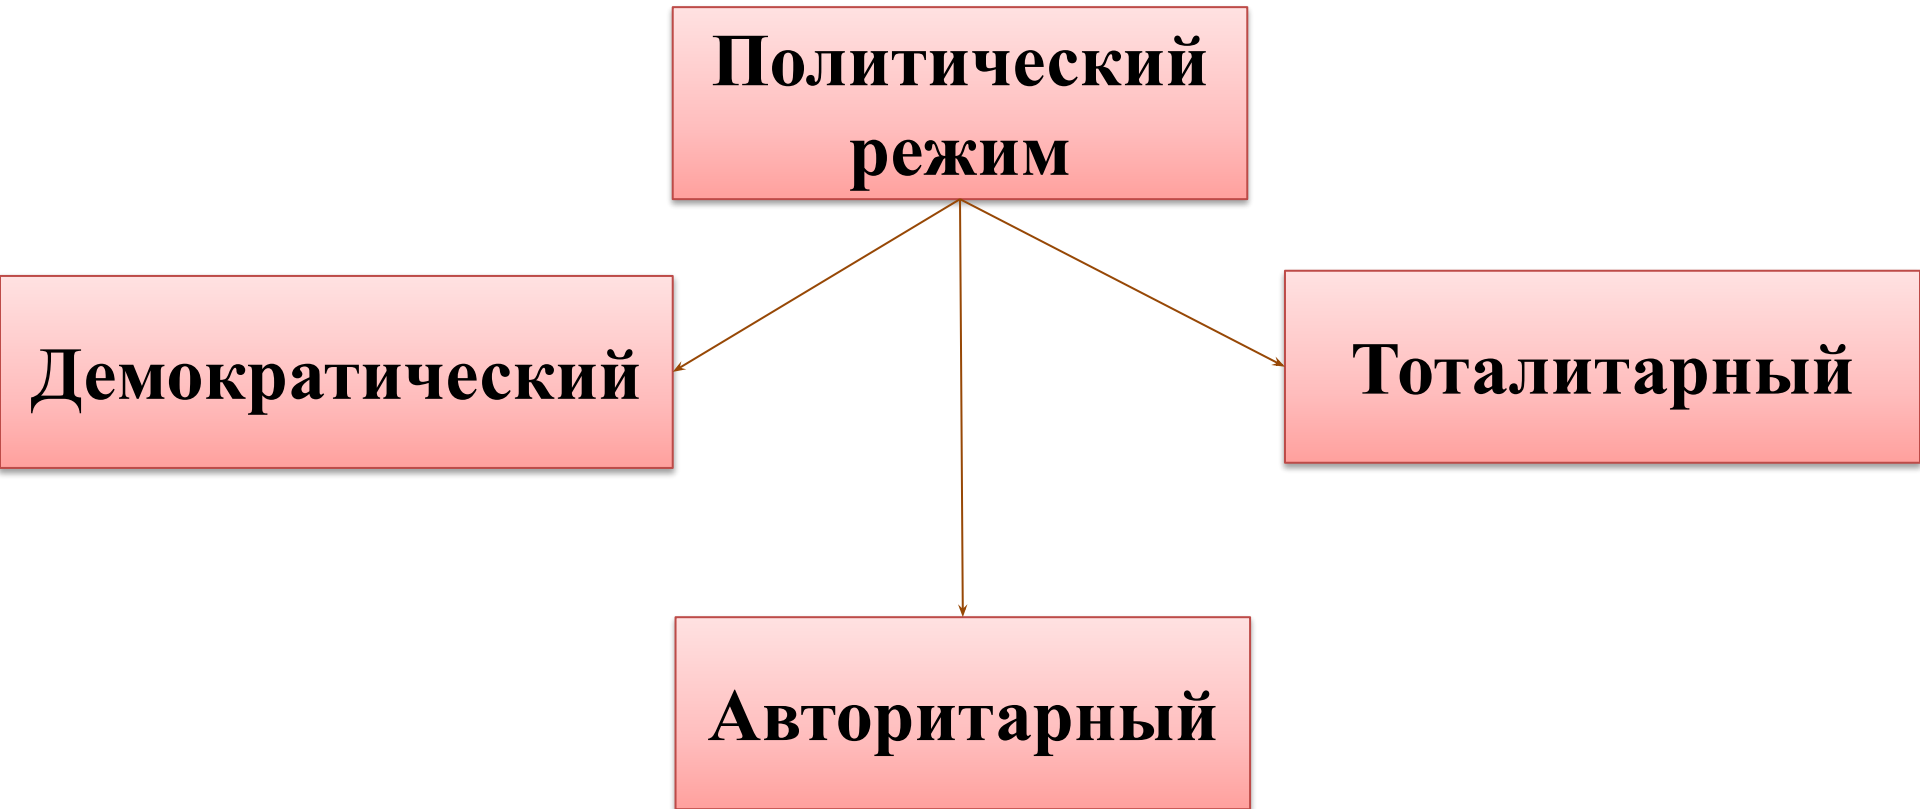 Политический
режим
Демократический
Тоталитарный
Авторитарный